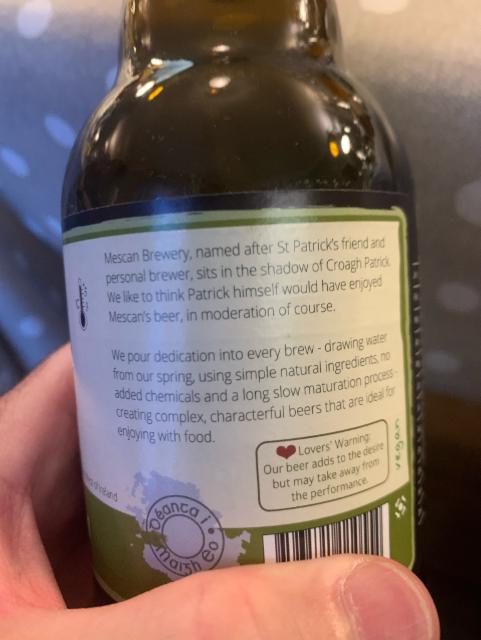 Mescan Brewery, named after St Patrick's friend and
personal brewer, sits in the shadow of Croagh Patrick.
We like to think Patrick himself would have enjoyed
Mescan's beer, in moderation of course.
We pour dedication into every brew - drawing water
from our spring, using simple natural ingredients, no
added chemicals and a long slow maturation process -
creating complex, characterful beers that are ideal for
enjoying with food.
Lovers' Warning:
Our beer adds to the desire
but may take away from
the performance.
vegan
of Ireland
Déanca i
Maigh Eo